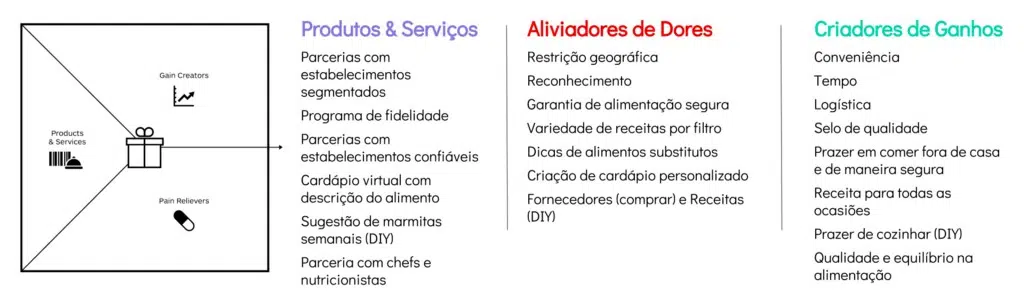 Gain Creators
Products
& Services
Pain Relievers
Produtos & Serviços
Parcerias com
estabelecimentos
segmentados
Programa de fidelidade
Parcerias com
estabelecimentos confiáveis
Cardápio virtual com
descrição do alimento
Sugestão de marmitas
semanais (DIY)
Parceria com chefs e
nutricionistas
Aliviadores de Dores
Restrição geográfica
Reconhecimento
Garantia de alimentação segura
Variedade de receitas por filtro
Dicas de alimentos substitutos
Criação de cardápio personalizado
Fornecedores (comprar) e Receitas
(DIY)
Criadores de Ganhos
Conveniência
Tempo
Logística
Selo de qualidade
Prazer em comer fora de casa
e de maneira segura
Receita para todas as
ocasiões
Prazer de cozinhar (DIY)
Qualidade e equilíbrio na
alimentação